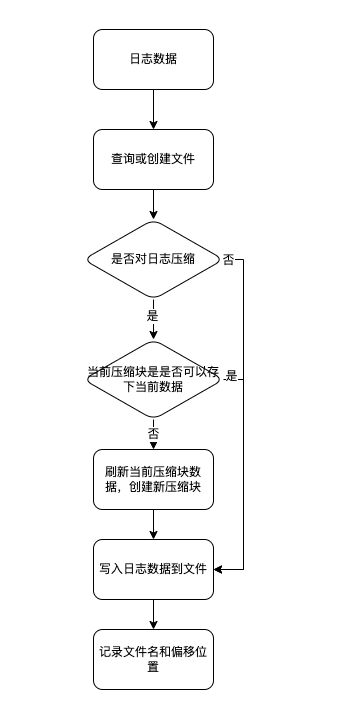 日志数据
查询或创建文件
是否对日志压缩
否
是
当前压缩块是是否可以存
下当前数据
是
否
刷新当前压缩块数
据，创建新压缩块
写入日志数据到文件
记录文件名和偏移位
置